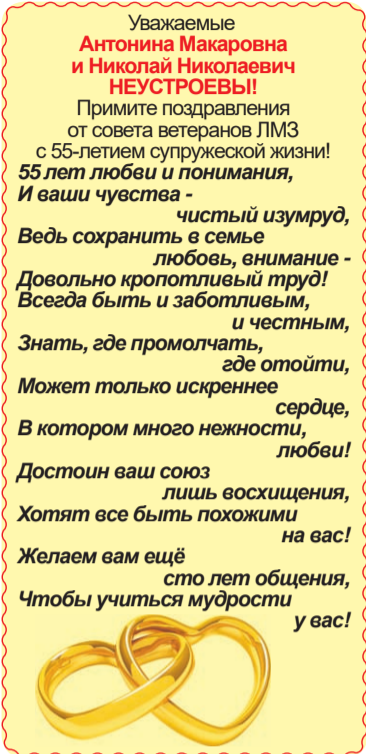 Уважаемые
Антонина Макаровна
и Николай Николаевич
НЕУСТРОЕВЫ!
Примите поздравления
от совета ветеранов ЛМЗ
с 55-летием супружеской жизни!
55 лет любви и понимания,
И ваши чувства -
чистый изумруд,
Ведь сохранить в семье
любовь, внимание -
Довольно кропотливый труд!
Всегда быть и заботливым,
и честным,
Знать, где промолчать,
где отойти,
Может только искреннее
сердце,
В котором много нежности,
любви!
Достоин ваш союз
лишь восхищения,
Хотят все быть похожими
на вас!
Желаем вам ещё
сто лет общения,
Чтобы учиться мудрости
у вас!